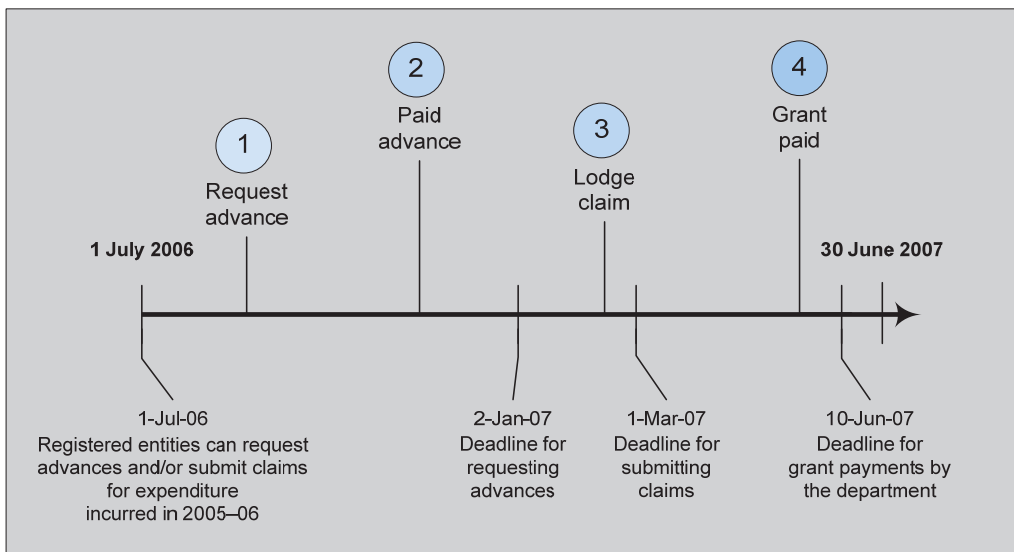 1
Request
advance
2
Paid
advance
3
Lodge
claim
4
Grant
paid
1 July 2006
30 June 2007
1-Jul-06
Registered entities can request
advances and/or submit claims
for expenditure
incurred in 2005–06
2-Jan-07
Deadline for
requesting
advances
1-Mar-07
Deadline for
submitting
claims
10-Jun-07
Deadline for
grant payments by
the department